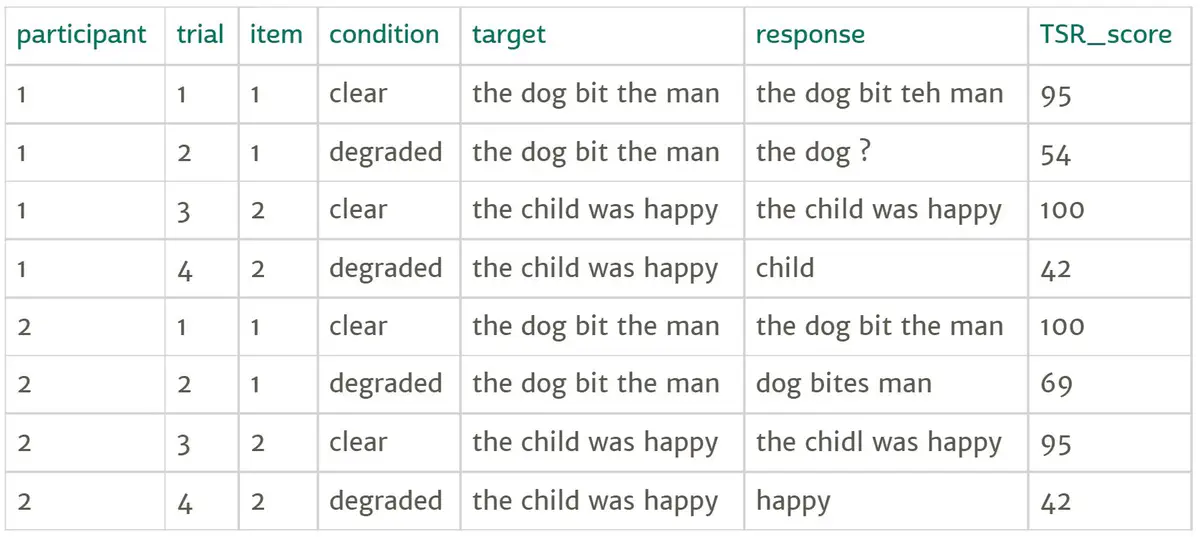 participant trial item condition target response TSR_score
1 1 1 clear the dog bit the man the dog bit teh man 95
1 2 1 degraded the dog bit the man the dog ? 54
1 3 2 clear the child was happy the child was happy 100
1 4 2 degraded the child was happy child 42
2 1 1 clear the dog bit the man the dog bit the man 100
2 2 1 degraded the dog bit the man dog bites man 69
2 3 2 clear the child was happy the chidl was happy 95
2 4 2 degraded the child was happy happy 42